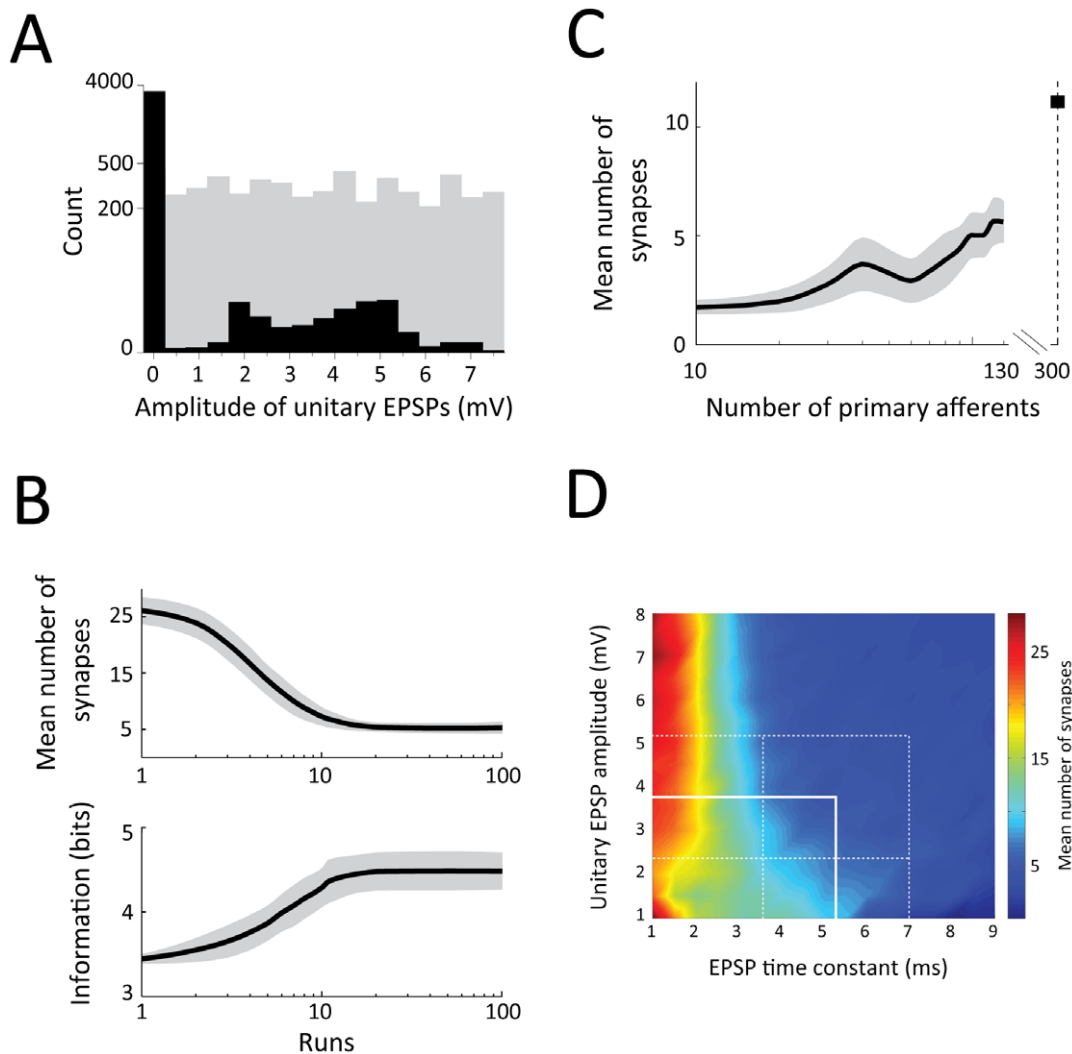 A
4000
500
200
0
Count
0 1 2 3 4 5 6 7
Amplitude of unitary EPSPs (mV)
C
10
5
0
Mean number of
synapses
10 130 300
Number of primary afferents
B
25
15
5
Mean number of
synapses
1 10 100
5
4
3
Information (bits)
1 10 100
Runs
D
8
7
6
5
4
3
2
1
Unitary EPSP amplitude (mV)
1 2 3 4 5 6 7 9
EPSP time constant (ms)
25
15
5
Mean number of synapses